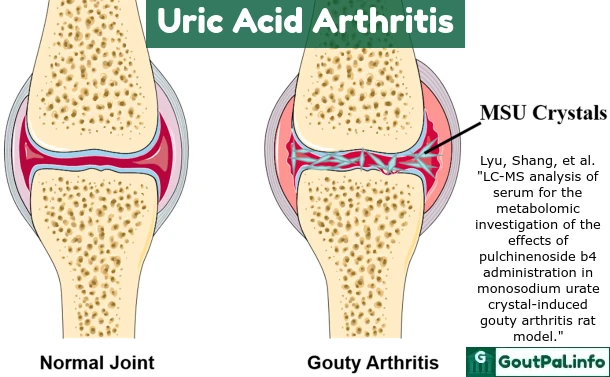 Uric Acid Arthritis
MSU Crystals
Lyu, Shang, et al.
"LC-MS analysis of
serum for the
metabolomic
investigation of the
effects of
pulchinenoside b4
administration in
monosodium urate
crystal-induced
gouty arthritis rat
model."
Normal Joint
Gouty Arthritis
G
GoutPal.info